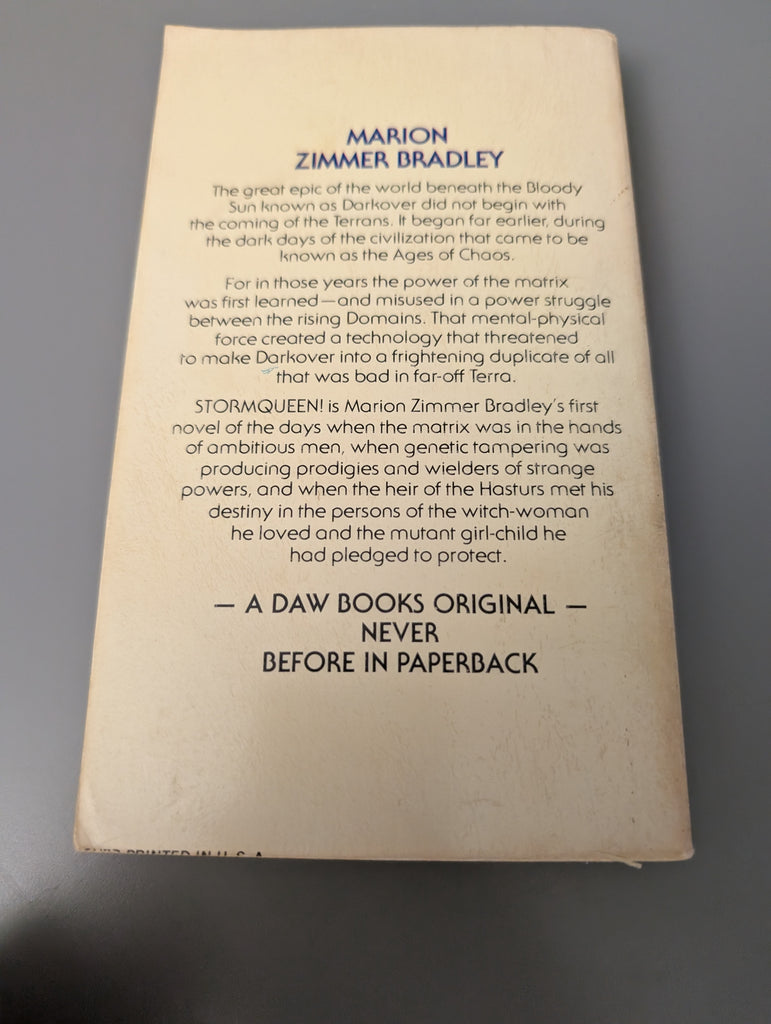 MARION
ZIMMER BRADLEY
The great epic of the world beneath the Bloody
Sun known as Darkover did not begin with
the coming of the Terrans. It began far earlier, during
the dark days of the civilization that came to be
known as the Ages of Chaos.
For in those years the power of the matrix
was first learned—and misused in a power struggle
between the rising Domains. That mental-physical
force created a technology that threatened
to make Darkover into a frightening duplicate of all
that was bad in far-off Terra.
STORMQUEEN! is Marion Zimmer Bradley's first
novel of the days when the matrix was in the hands
of ambitious men, when genetic tampering was
producing prodigies and wielders of strange
powers, and when the heir of the Hasturs met his
destiny in the persons of the witch-woman
he loved and the mutant girl-child he
had pledged to protect.
— A DAW BOOKS ORIGINAL —
NEVER
BEFORE IN PAPERBACK
PRINTED IN U.S.A.